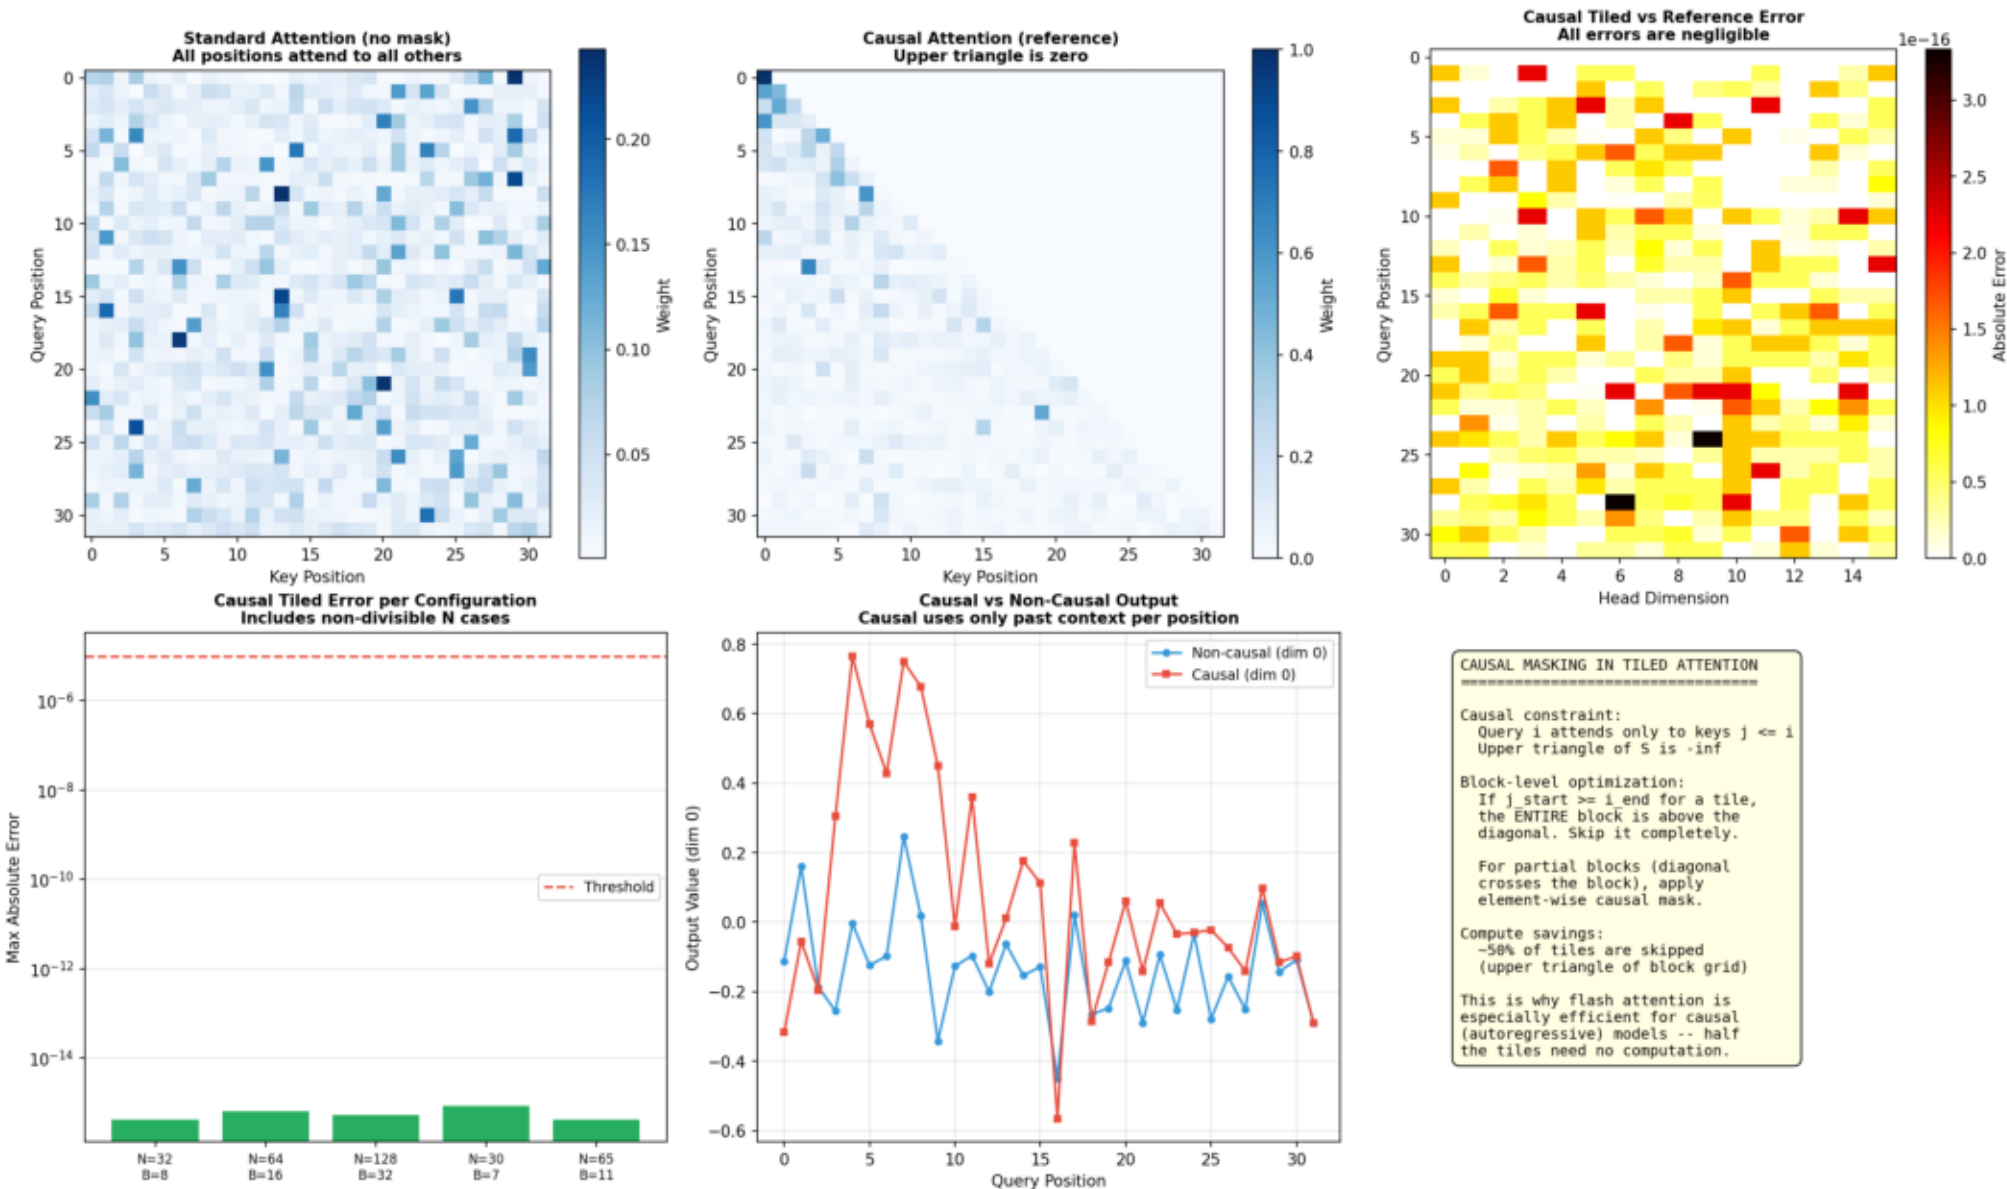 Standard Attention (no mask)
All positions attend to all others
0
5
10
15
20
25
30
Query Position
0 5 10 15 20 25 30
Key Position
0.20
0.15
0.10
0.05
Weight
Causal Attention (reference)
Upper triangle is zero
0
5
10
15
20
25
30
Query Position
0 5 10 15 20 25 30
Key Position
1.0
0.8
0.6
0.4
0.2
0.0
Weight
Causal Tiled vs Reference Error
All errors are negligible
0
5
10
15
20
25
30
Query Position
0 2 4 6 8 10 12 14
Head Dimension
1e−16
3.0
2.5
2.0
1.5
1.0
0.5
0.0
Absolute Error
Causal Tiled Error per Configuration
Includes non-divisible N cases
10−6
10−8
10−10
10−12
10−14
Max Absolute Error
Threshold
N=32 N=64 N=128 N=30 N=65
B=8 B=16 B=32 B=7 B=11
Causal vs Non-Causal Output
Causal uses only past context per position
Non-causal (dim 0)
Causal (dim 0)
0.8
0.6
0.4
0.2
0.0
−0.2
−0.4
−0.6
Output Value (dim 0)
0 5 10 15 20 25 30
Query Position
CAUSAL MASKING IN TILED ATTENTION
=================================
Causal constraint:
Query i attends only to keys j <= i
Upper triangle of S is -inf
Block-level optimization:
If j_start >= i_end for a tile,
the ENTIRE block is above the
diagonal. Skip it completely.
For partial blocks (diagonal
crosses the block), apply
element-wise causal mask.
Compute savings:
~50% of tiles are skipped
(upper triangle of block grid)
This is why flash attention is
especially efficient for causal
(autoregressive) models -- half
the tiles need no computation.